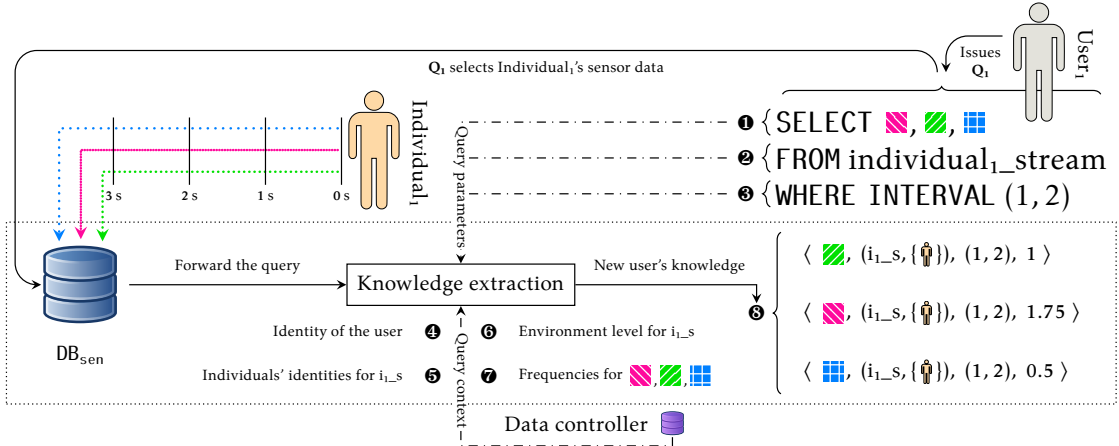 User₁
Issues
Q₁
Q₁ selects Individual₁'s sensor data
Individual₁
3 s 2 s 1 s 0 s
Query parameters
❶ { SELECT , ,
❷ { FROM individual₁_stream
❸ { WHERE INTERVAL (1, 2)
DBsen
Forward the query
Knowledge extraction
New user's knowledge
❽
⟨ , (i₁_s, { }), (1, 2), 1 ⟩
⟨ , (i₁_s, { }), (1, 2), 1.75 ⟩
⟨ , (i₁_s, { }), (1, 2), 0.5 ⟩
Identity of the user ❹
❻ Environment level for i₁_s
Individuals' identities for i₁_s ❺
❼ Frequencies for , ,
Query context
Data controller